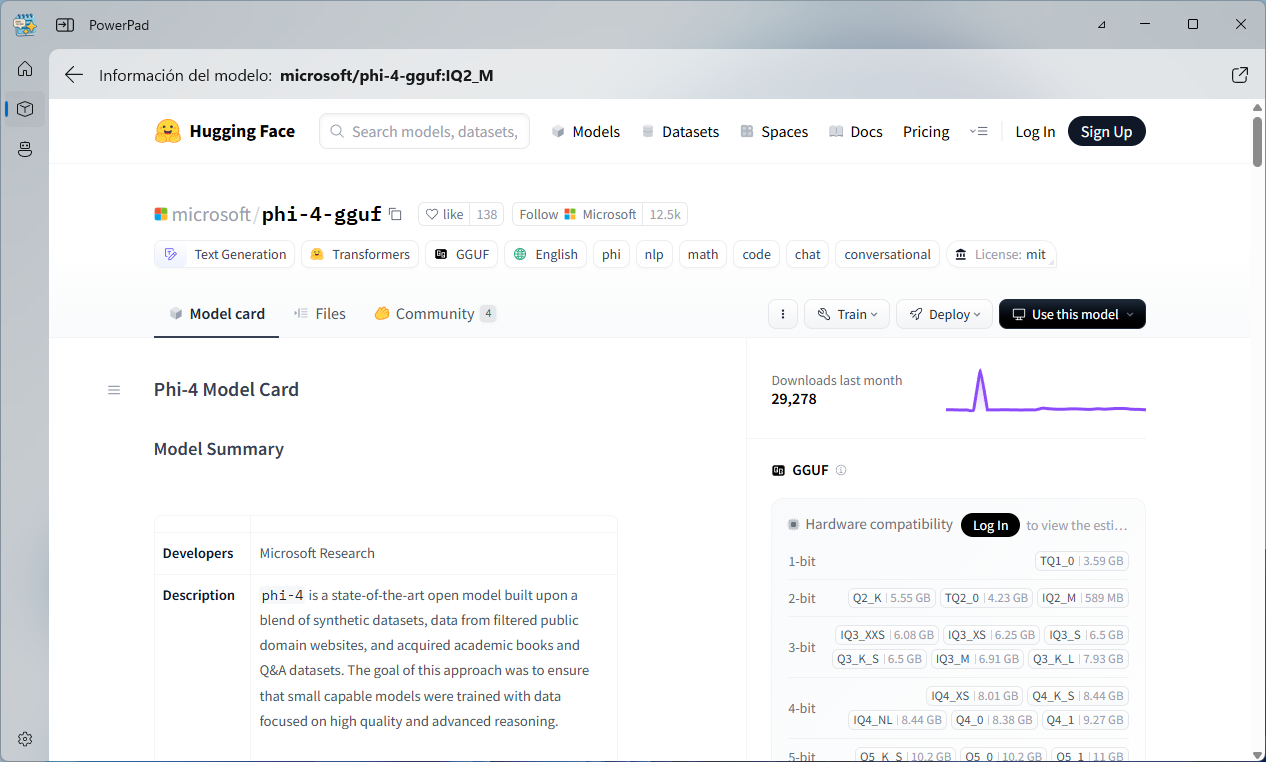 PowerPad
Información del modelo: microsoft/phi-4-gguf:IQ2_M
Hugging Face
Search models, datasets,
Models
Datasets
Spaces
Docs
Pricing
Log In
Sign Up
microsoft/phi-4-gguf
like 138
Follow Microsoft 12.5k
Text Generation
Transformers
GGUF
English
phi
nlp
math
code
chat
conversational
License: mit
Model card
Files
Community 4
Train
Deploy
Use this model
Phi-4 Model Card
Model Summary
Developers Microsoft Research
Description phi-4 is a state-of-the-art open model built upon a
blend of synthetic datasets, data from filtered public
domain websites, and acquired academic books and
Q&A datasets. The goal of this approach was to ensure
that small capable models were trained with data
focused on high quality and advanced reasoning.
Downloads last month
29,278
GGUF
Hardware compatibility Log In to view the esti…
1-bit TQ1_0 3.59 GB
2-bit Q2_K 5.55 GB TQ2_0 4.23 GB IQ2_M 589 MB
3-bit
IQ3_XXS 6.08 GB IQ3_XS 6.25 GB IQ3_S 6.5 GB
Q3_K_S 6.5 GB IQ3_M 6.91 GB Q3_K_L 7.93 GB
4-bit
IQ4_XS 8.01 GB Q4_K_S 8.44 GB
IQ4_NL 8.44 GB Q4_0 8.38 GB Q4_1 9.27 GB
5-bit Q5_K_S 10.2 GB Q5_0 10.2 GB Q5_1 11 GB